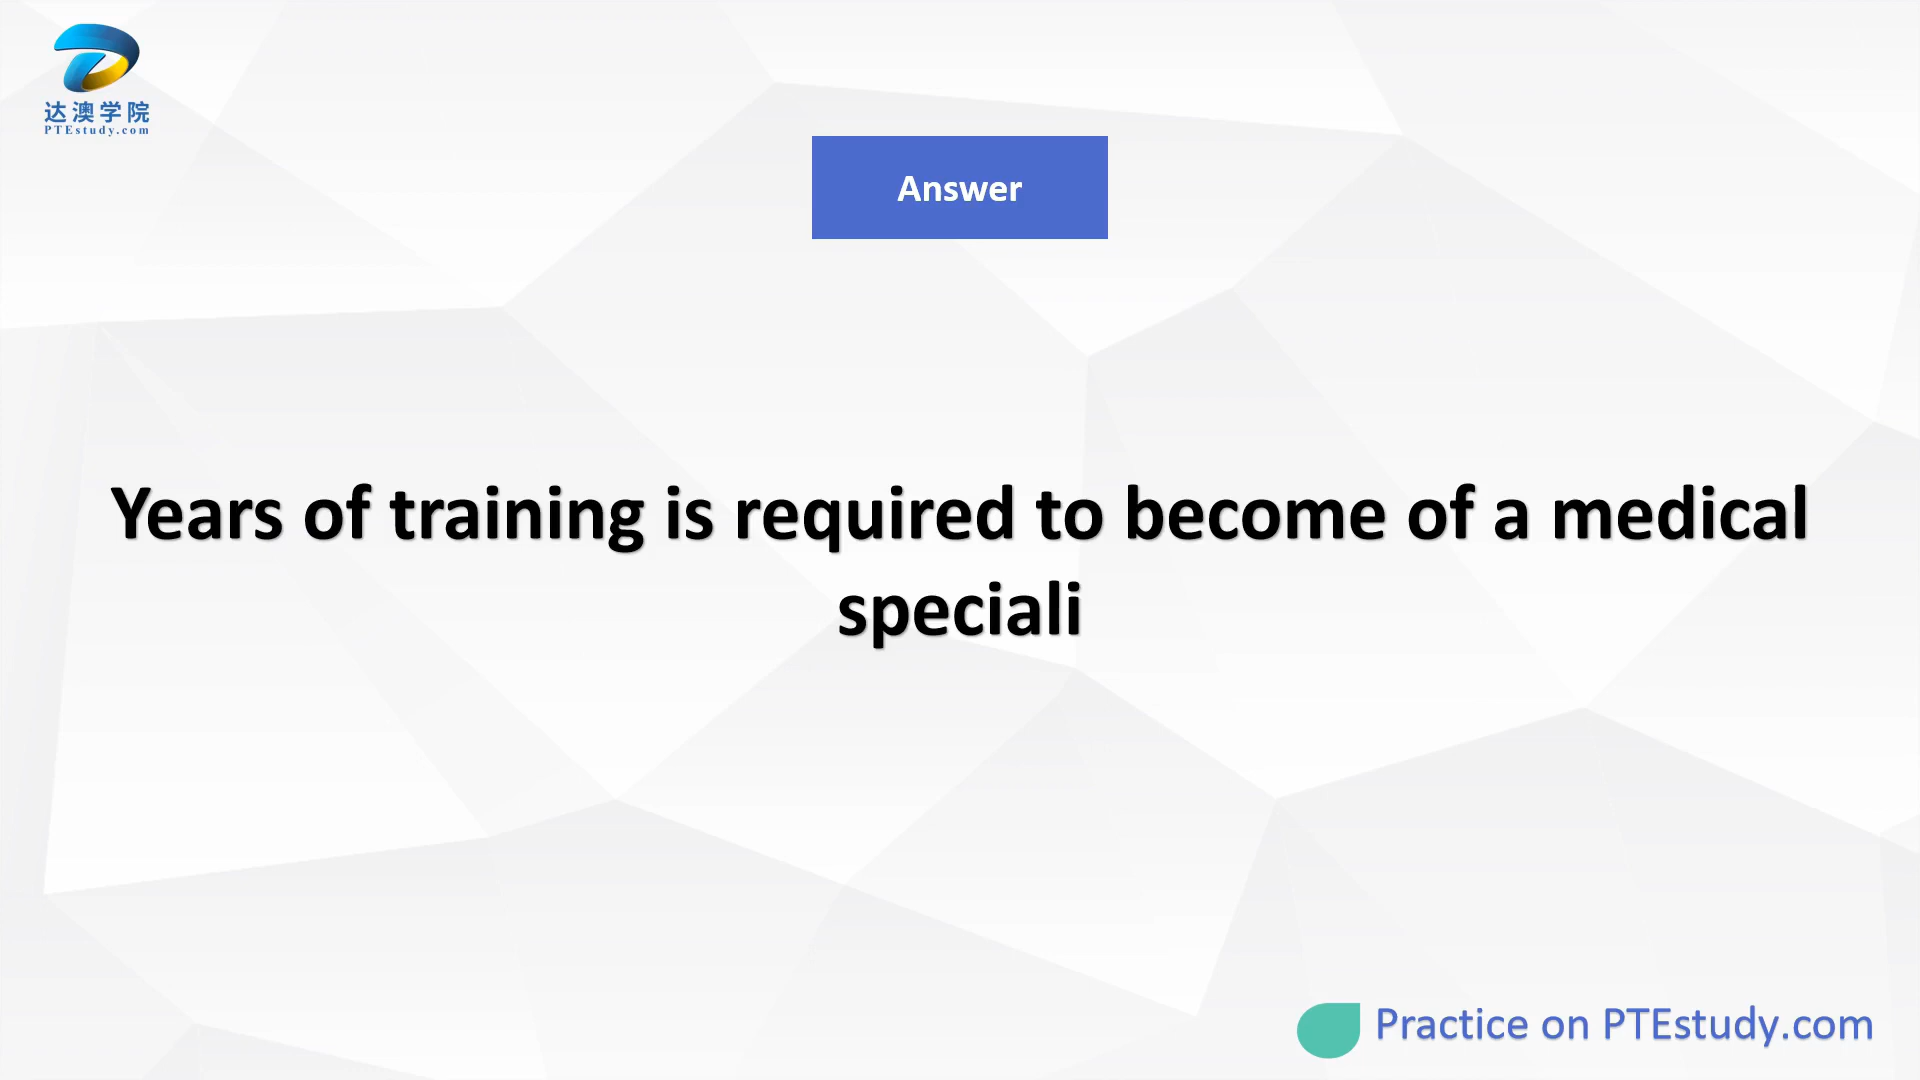 达澳学院
PTEstudy.com
Answer
Years of training is required to become of a medical
speciali
Practice on PTEstudy.com